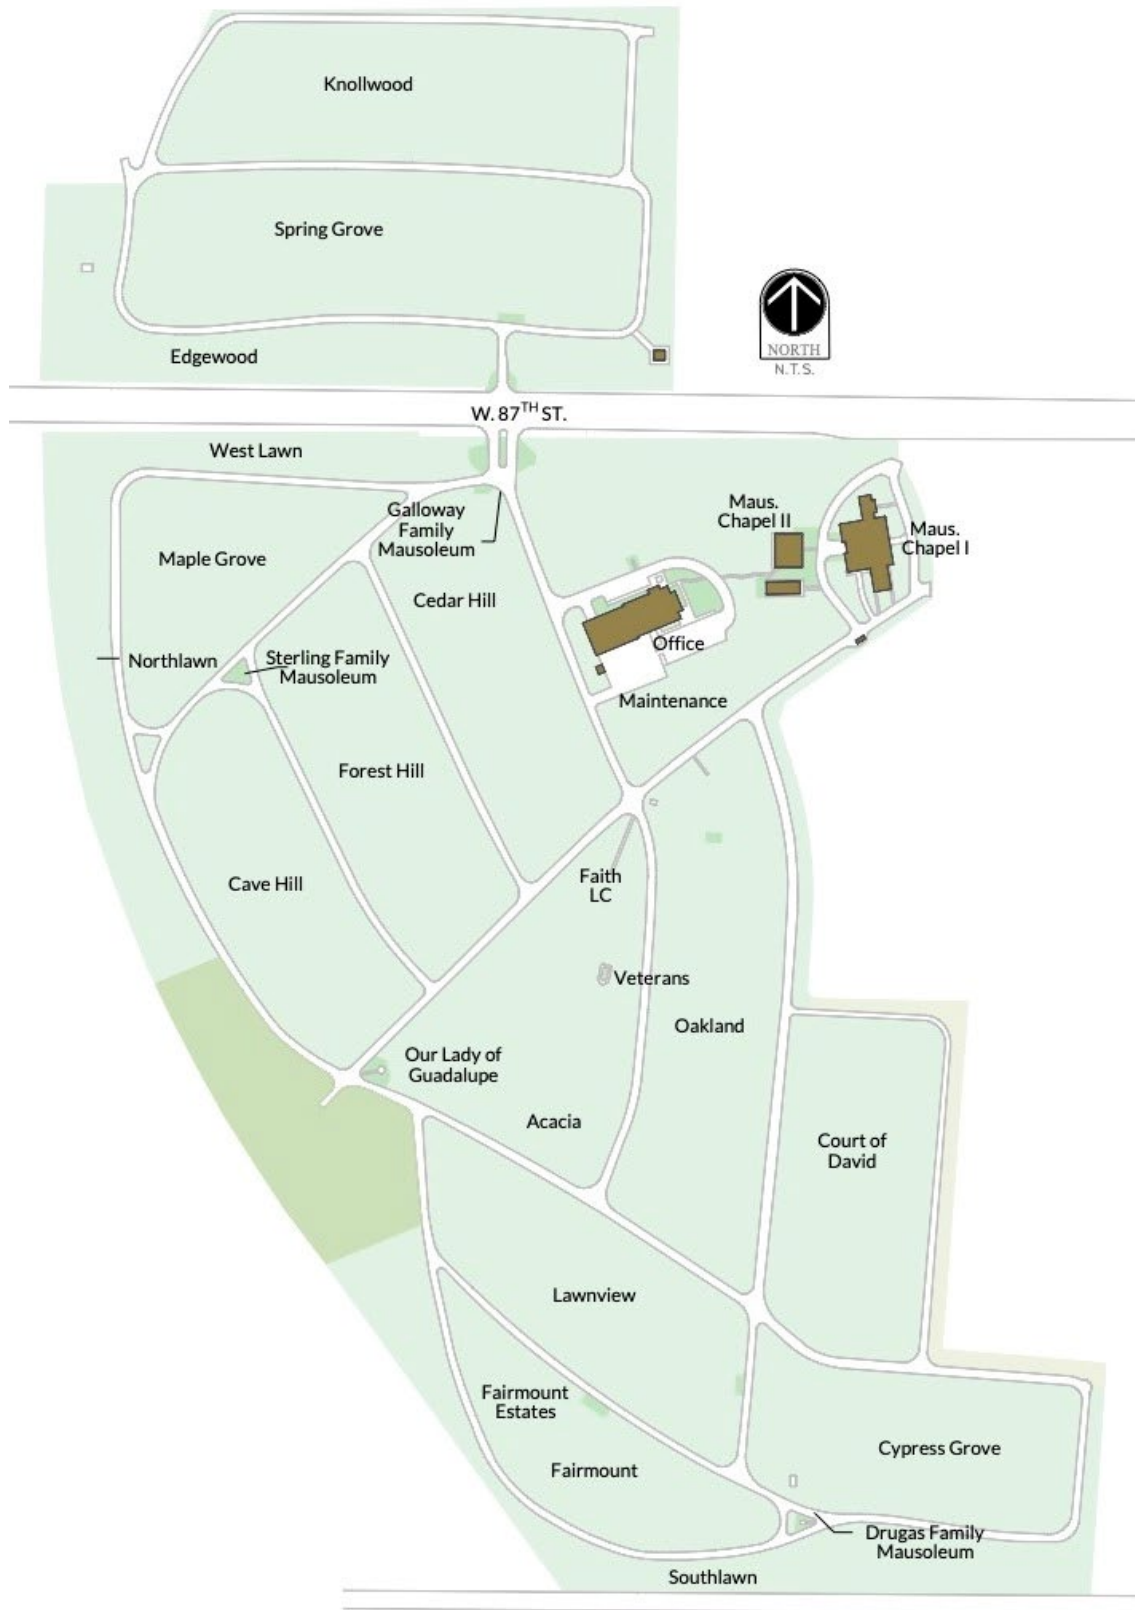 Knollwood
Spring Grove
NORTH
N.T.S.
Edgewood
W. 87TH ST.
West Lawn
Galloway
Family
Mausoleum
Maus.
Chapel II
Maus.
Chapel I
Maple Grove
Cedar Hill
Office
Northlawn
Sterling Family
Mausoleum
Maintenance
Forest Hill
Cave Hill
Faith
LC
Veterans
Oakland
Our Lady of
Guadalupe
Acacia
Court of
David
Lawnview
Fairmount
Estates
Cypress Grove
Fairmount
Drugas Family
Mausoleum
Southlawn